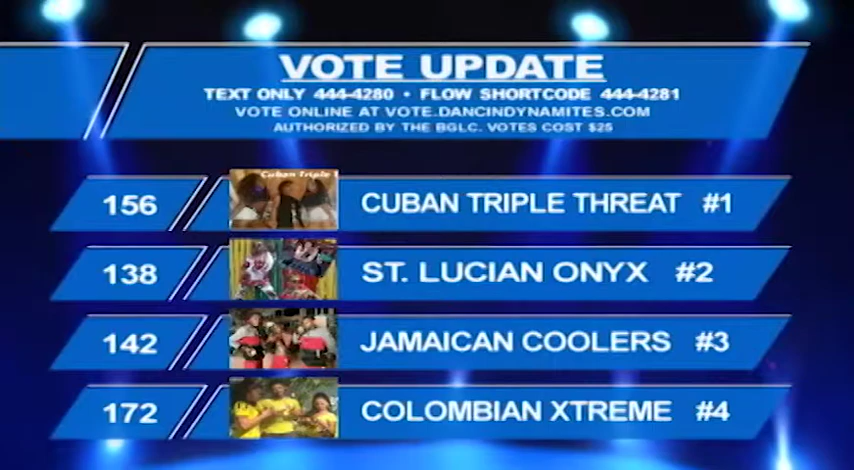 VOTE UPDATE
TEXT ONLY 444-4280 • FLOW SHORTCODE 444-4281
VOTE ONLINE AT VOTE.DANCINDYNAMITES.COM
AUTHORIZED BY THE BGLC. VOTES COST $25
Cuban Triple
156 CUBAN TRIPLE THREAT #1
138 ST. LUCIAN ONYX #2
142 JAMAICAN COOLERS #3
172 COLOMBIAN XTREME #4